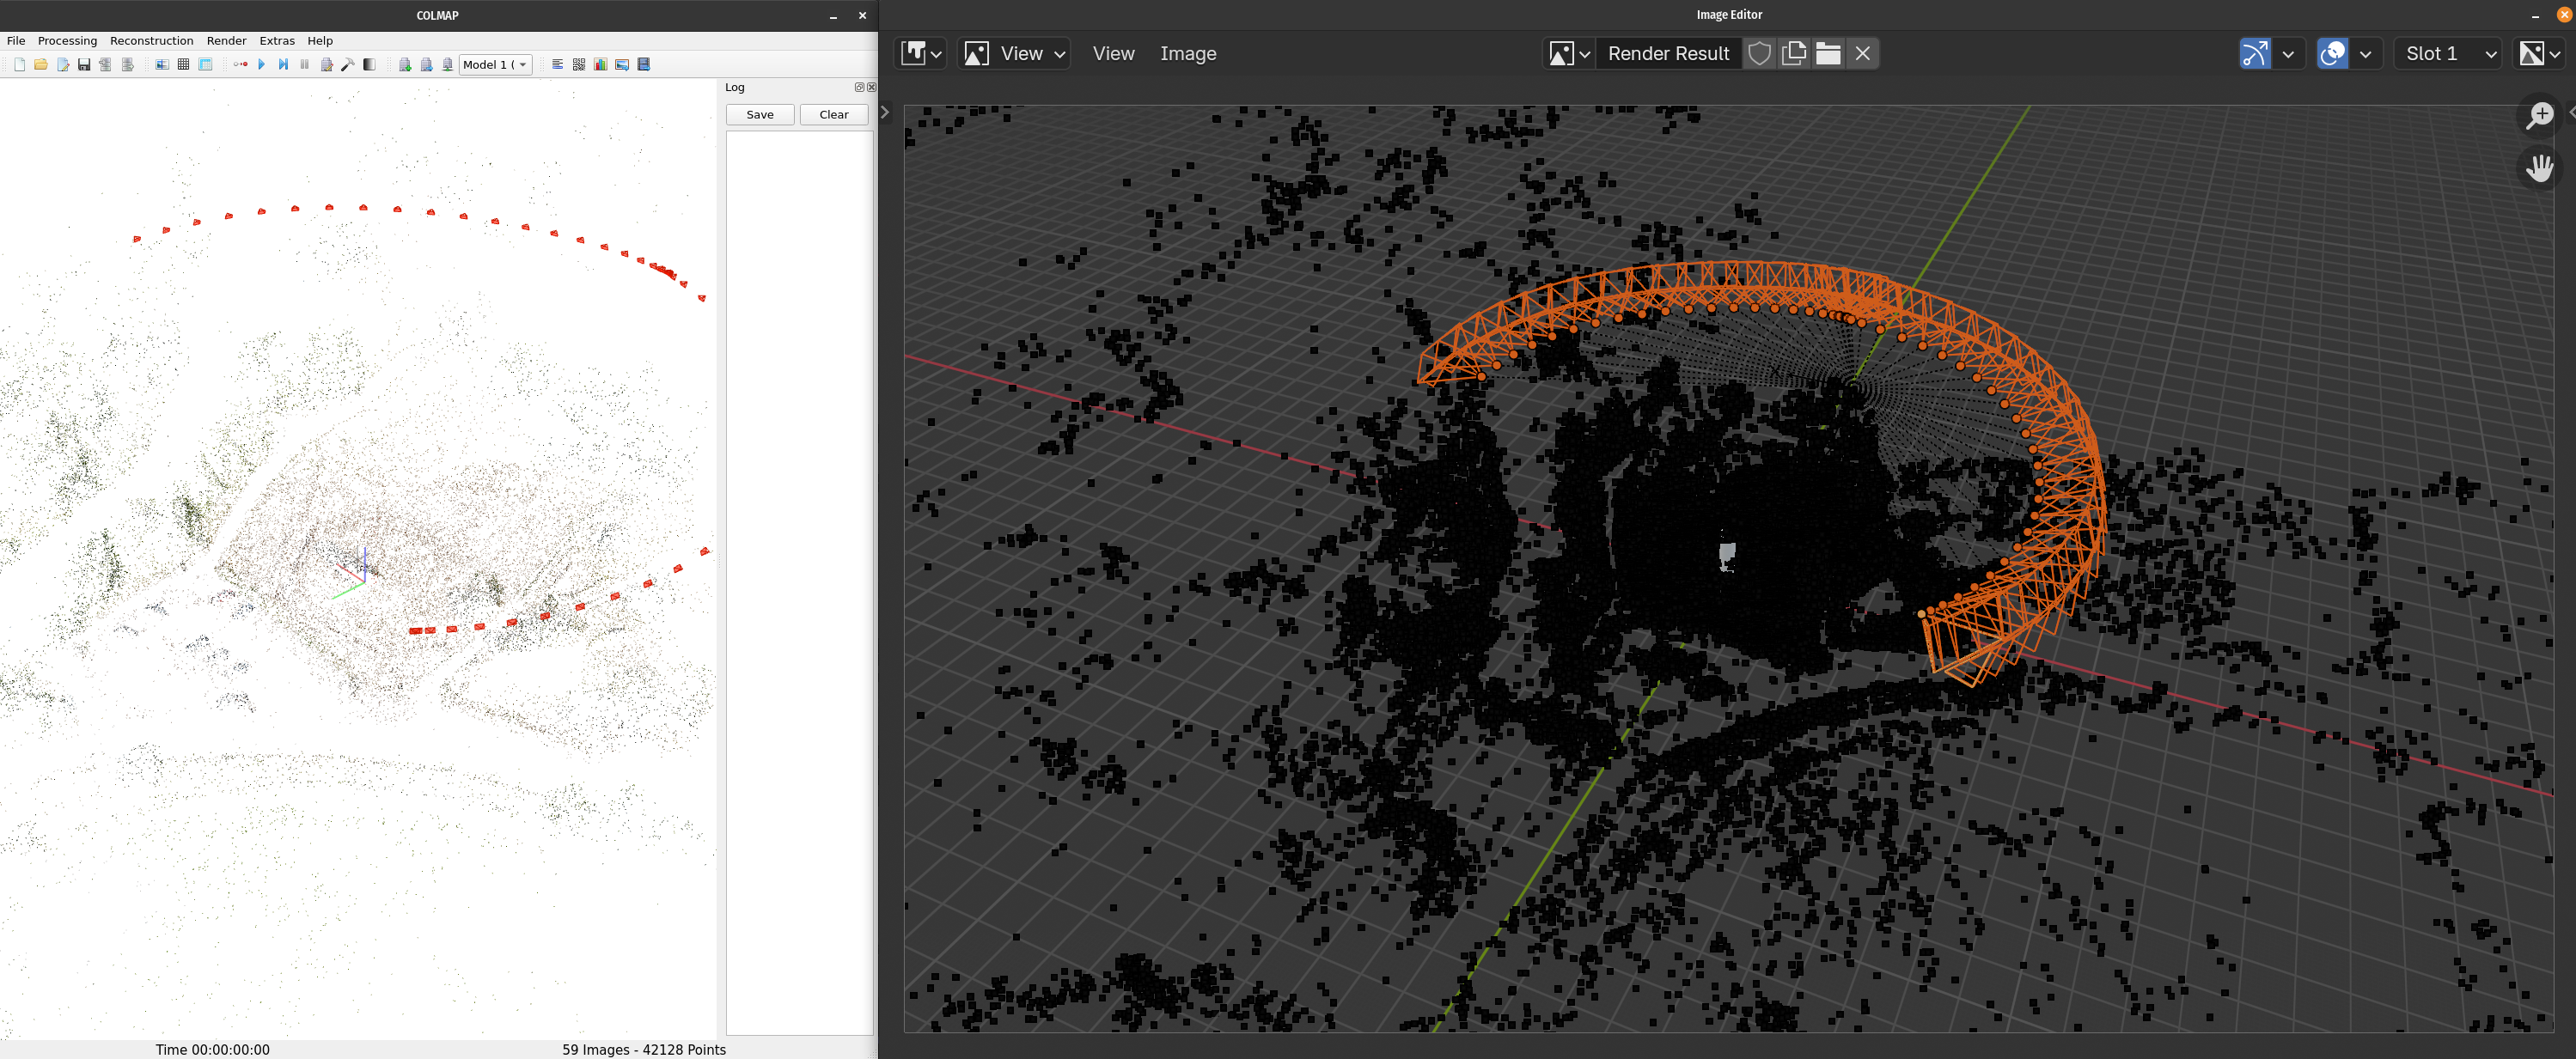 COLMAP
File Processing Reconstruction Render Extras Help
Model 1 (
Log
Save Clear
Time 00:00:00:00
59 Images - 42128 Points
Image Editor
View View Image Render Result Slot 1